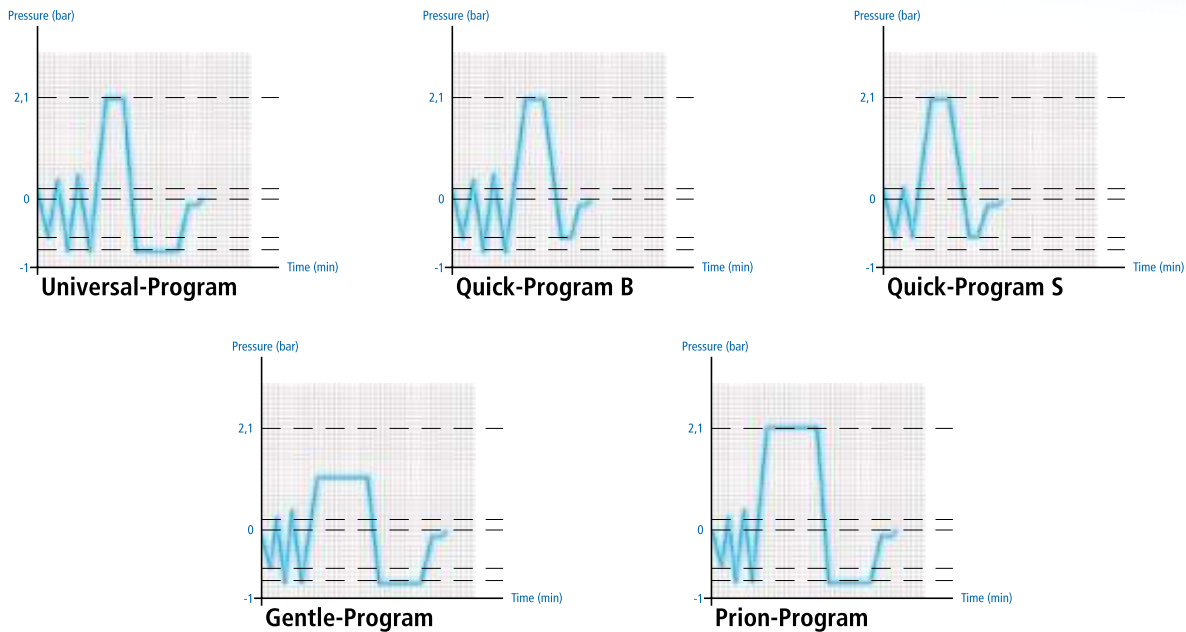 Pressure (bar)
2,1
0
-1
Time (min)
Universal-Program
Pressure (bar)
2,1
0
-1
Time (min)
Quick-Program B
Pressure (bar)
2,1
0
-1
Time (min)
Quick-Program S
Pressure (bar)
2,1
0
-1
Time (min)
Gentle-Program
Pressure (bar)
2,1
0
-1
Time (min)
Prion-Program